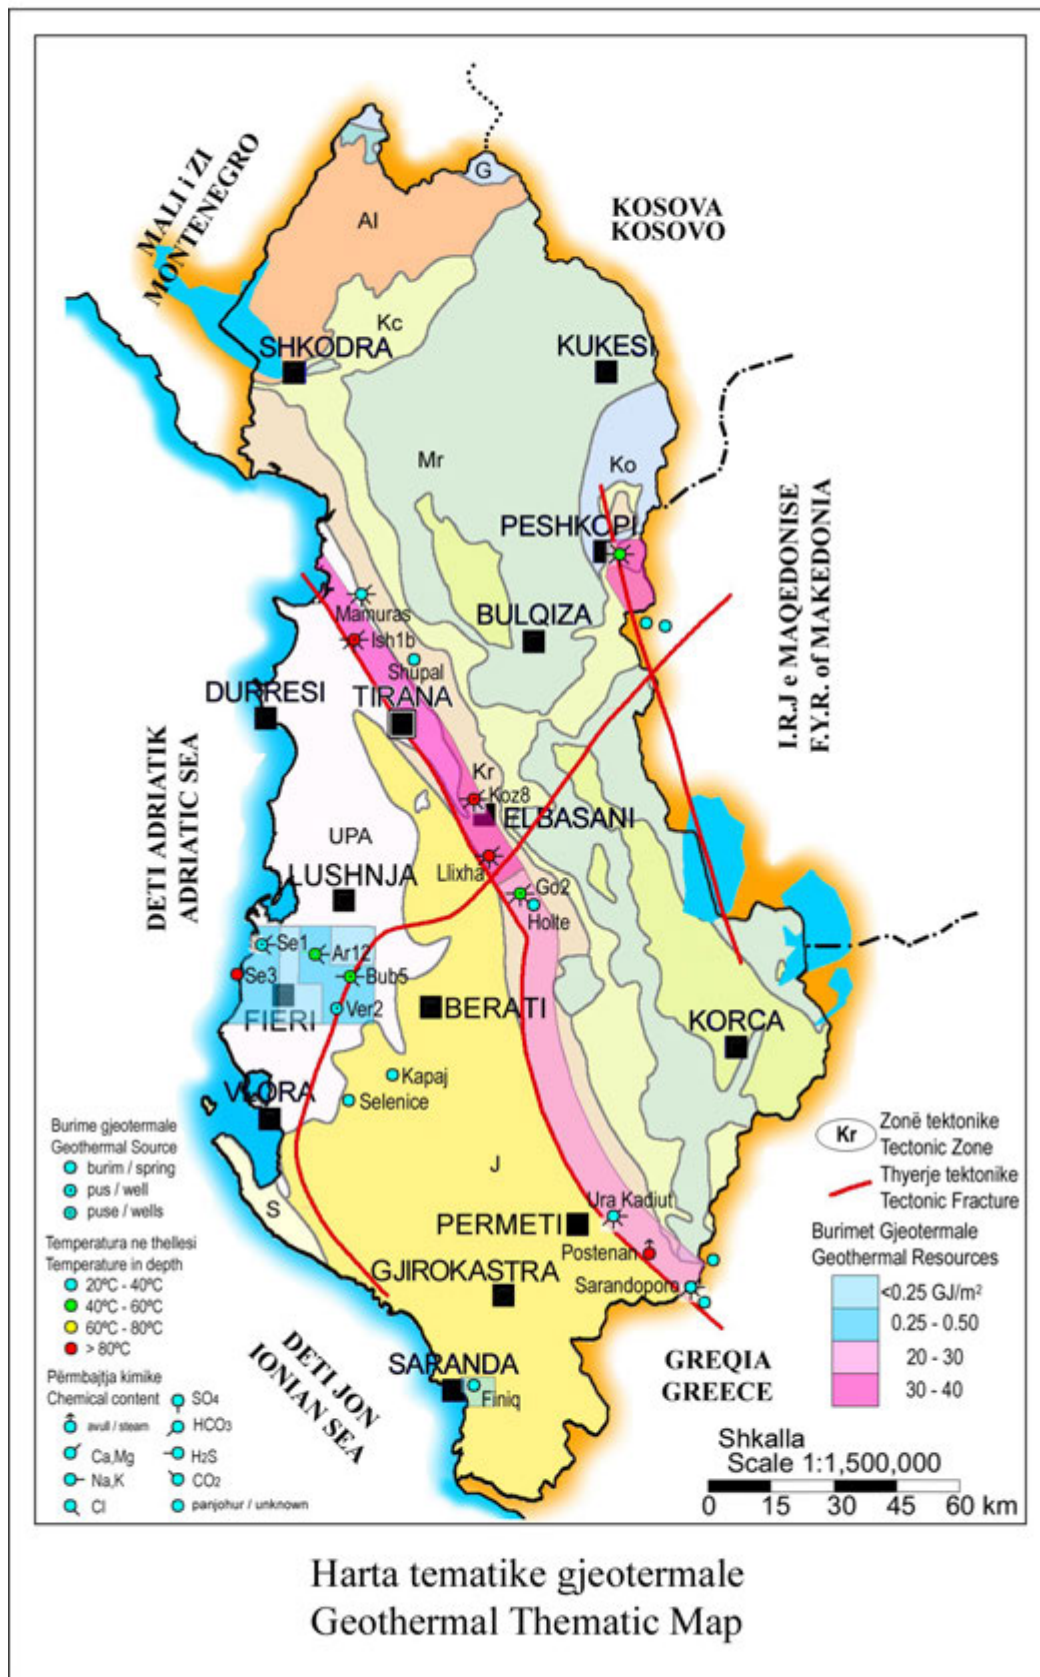 MALI i ZI
MONTENEGRO
KOSOVA
KOSOVO
G
Al
Kc
SHKODRA
KUKESI
Mr
Ko
PESHKOPI
I.R.J e MAQEDONISE
F.Y.R. of MAKEDONIA
Mamuras
Ish1b
BULQIZA
Shupal
DURRESI
TIRANA
DETI ADRIATIK
ADRIATIC SEA
Kr
Koz8
ELBASANI
UPA
Llixha
LUSHNJA
Go2
Holte
Se1
Ar12
Se3
Bub5
FIERI
Ver2
BERATI
KORCA
Kapaj
VLORA
Selenice
J
S
Ura Kadiut
PERMETI
Postenan
GJIROKASTRA
Sarandoporo
DETI JON
IONIAN SEA
SARANDA
Finiq
GREQIA
GREECE
Burime gjeotermale
Geothermal Source
burim / spring
pus / well
puse / wells
Temperatura ne thellesi
Temperature in depth
20ºC - 40ºC
40ºC - 60ºC
60ºC - 80ºC
> 80ºC
Përmbajtja kimike
Chemical content
SO4
avull / steam
HCO3
Ca,Mg
H2S
Na,K
CO2
Cl
panjohur / unknown
Kr
Zonë tektonike
Tectonic Zone
Thyerje tektonike
Tectonic Fracture
Burimet Gjeotermale
Geothermal Resources
<0.25 GJ/m²
0.25 - 0.50
20 - 30
30 - 40
Shkalla
Scale 1:1,500,000
0 15 30 45 60 km
Harta tematike gjeotermale
Geothermal Thematic Map